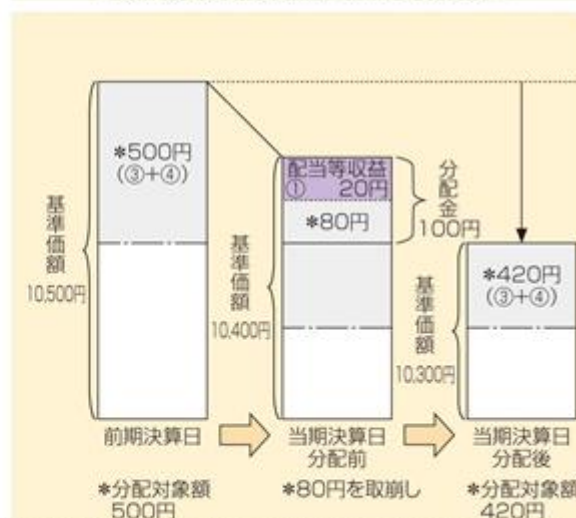 *500円
(③+④)
基準価額
10,500円
配当等収益
① 20円
*80円
分配金
100円
基準価額
10,400円
*420円
(③+④)
基準価額
10,300円
前期決算日
当期決算日
分配前
当期決算日
分配後
*分配対象額
500円
*80円を取崩し
*分配対象額
420円